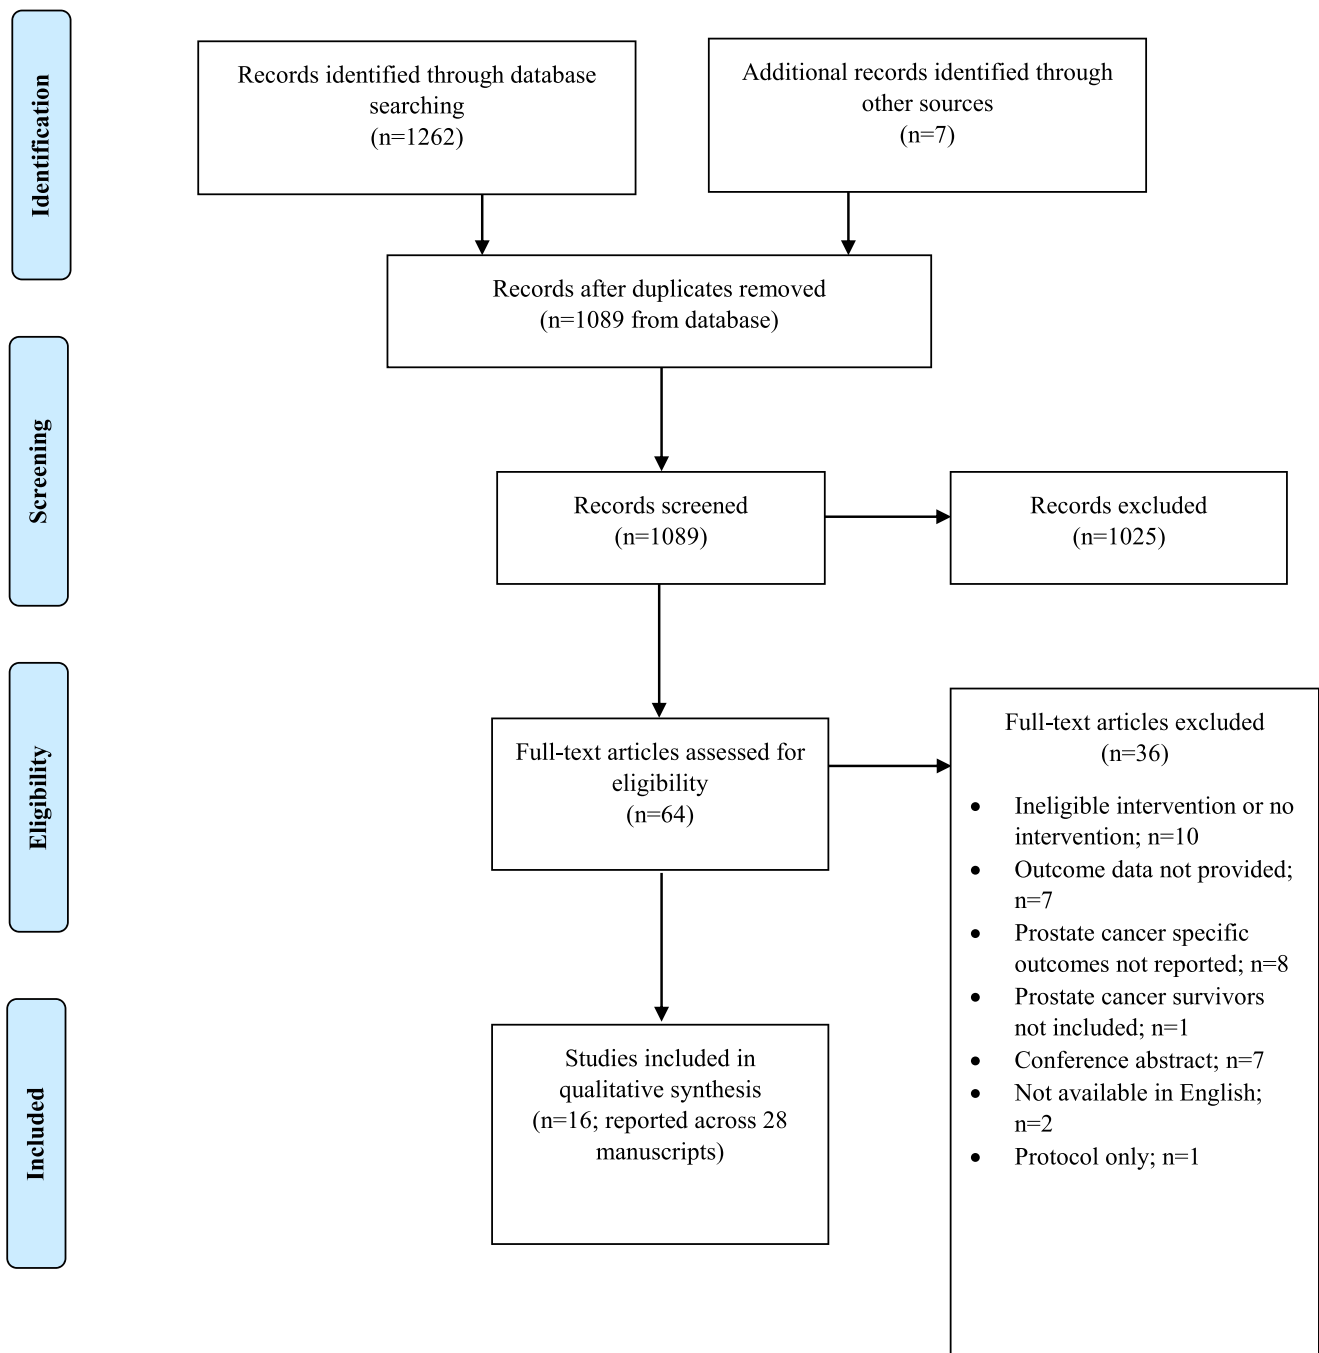 Identification
Records identified through database
searching
(n=1262)
Additional records identified through
other sources
(n=7)
Records after duplicates removed
(n=1089 from database)
Screening
Records screened
(n=1089)
Records excluded
(n=1025)
Eligibility
Full-text articles assessed for
eligibility
(n=64)
Full-text articles excluded
(n=36)
• Ineligible intervention or no
intervention; n=10
• Outcome data not provided;
n=7
• Prostate cancer specific
outcomes not reported; n=8
• Prostate cancer survivors
not included; n=1
• Conference abstract; n=7
• Not available in English;
n=2
• Protocol only; n=1
Included
Studies included in
qualitative synthesis
(n=16; reported across 28
manuscripts)